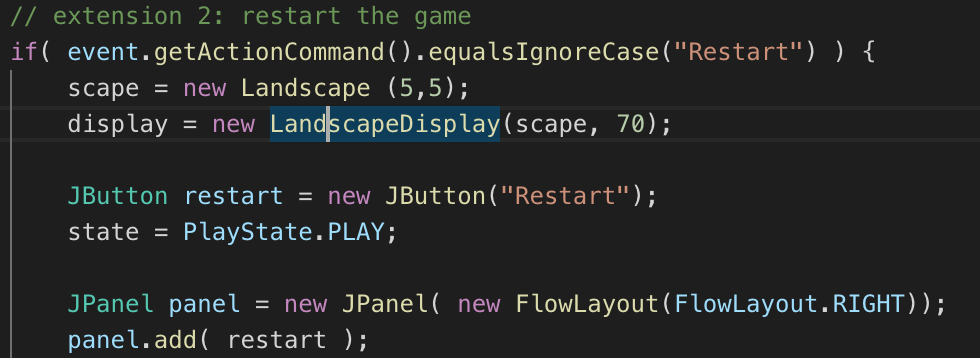 // extension 2: restart the game
if( event.getActionCommand().equalsIgnoreCase("Restart") ) {
scape = new Landscape (5,5);
display = new LandscapeDisplay(scape, 70);
JButton restart = new JButton("Restart");
state = PlayState.PLAY;
JPanel panel = new JPanel( new FlowLayout(FlowLayout.RIGHT));
panel.add( restart );